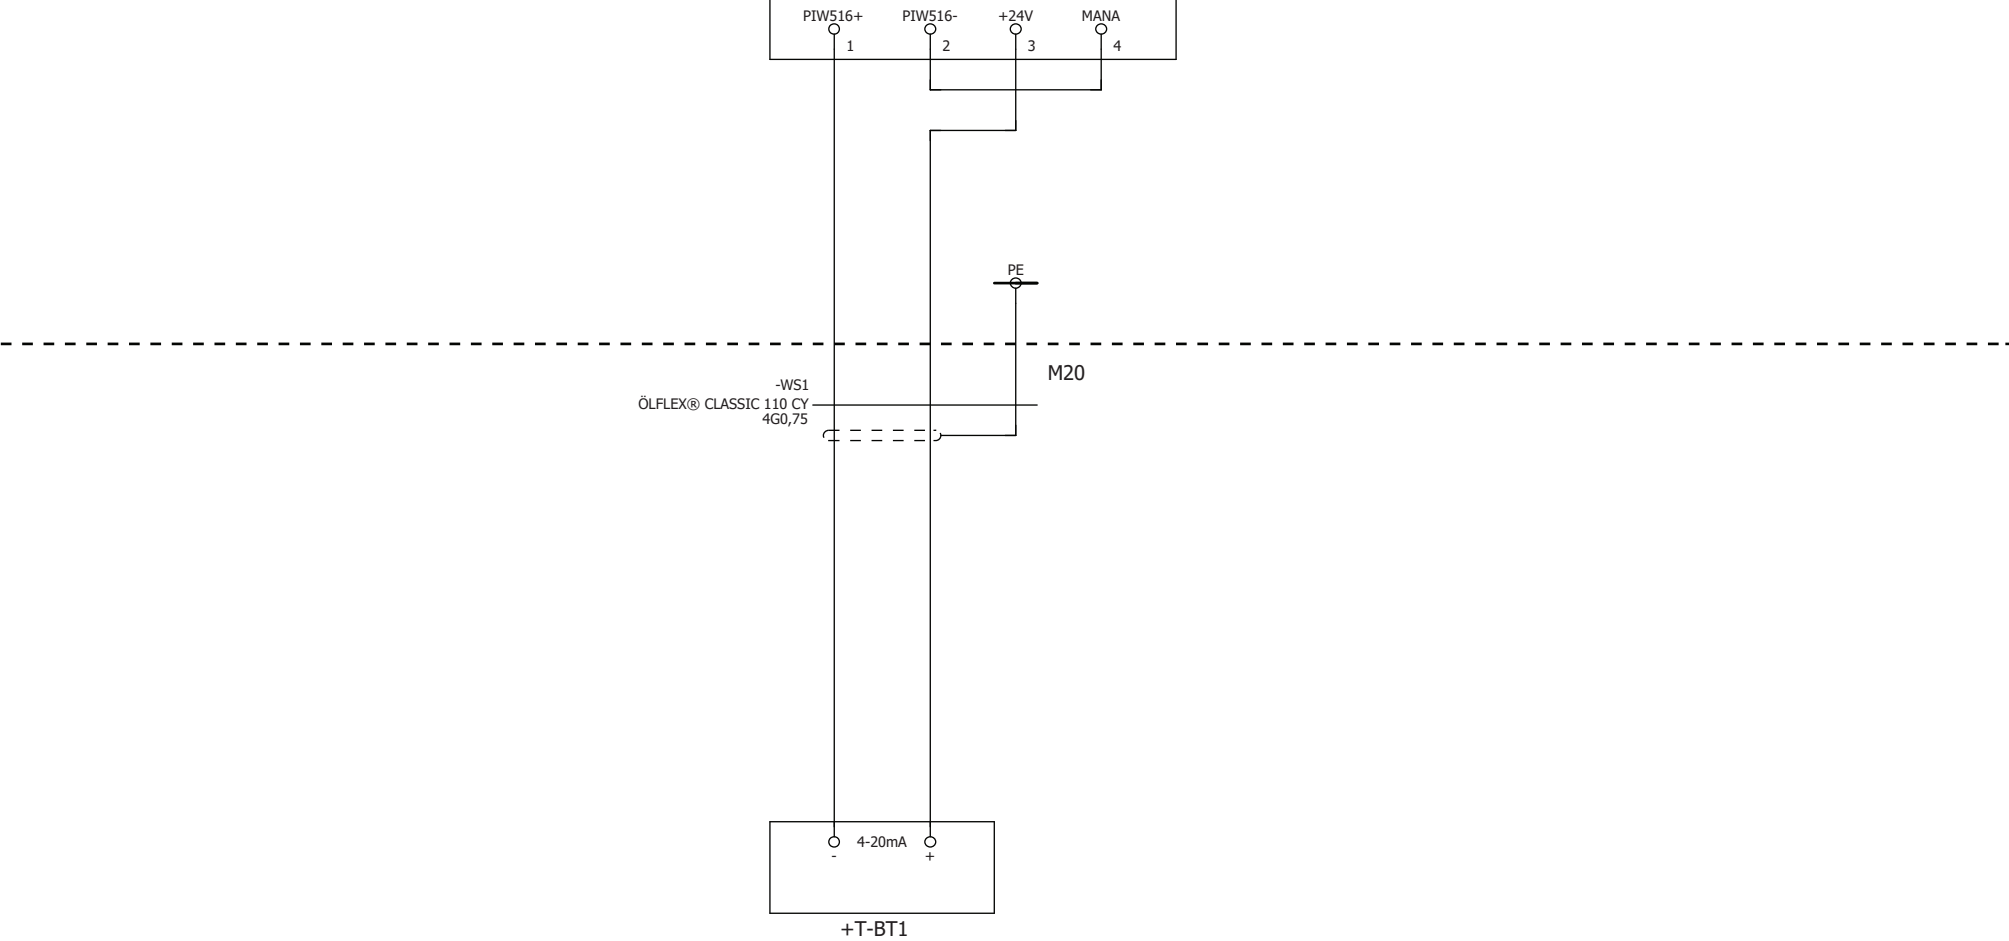 PIW516+ PIW516- +24V MANA
1 2 3 4
PE
M20
-WS1
ÖLFLEX® CLASSIC 110 CY
4G0,75
4-20mA
- +
+T-BT1